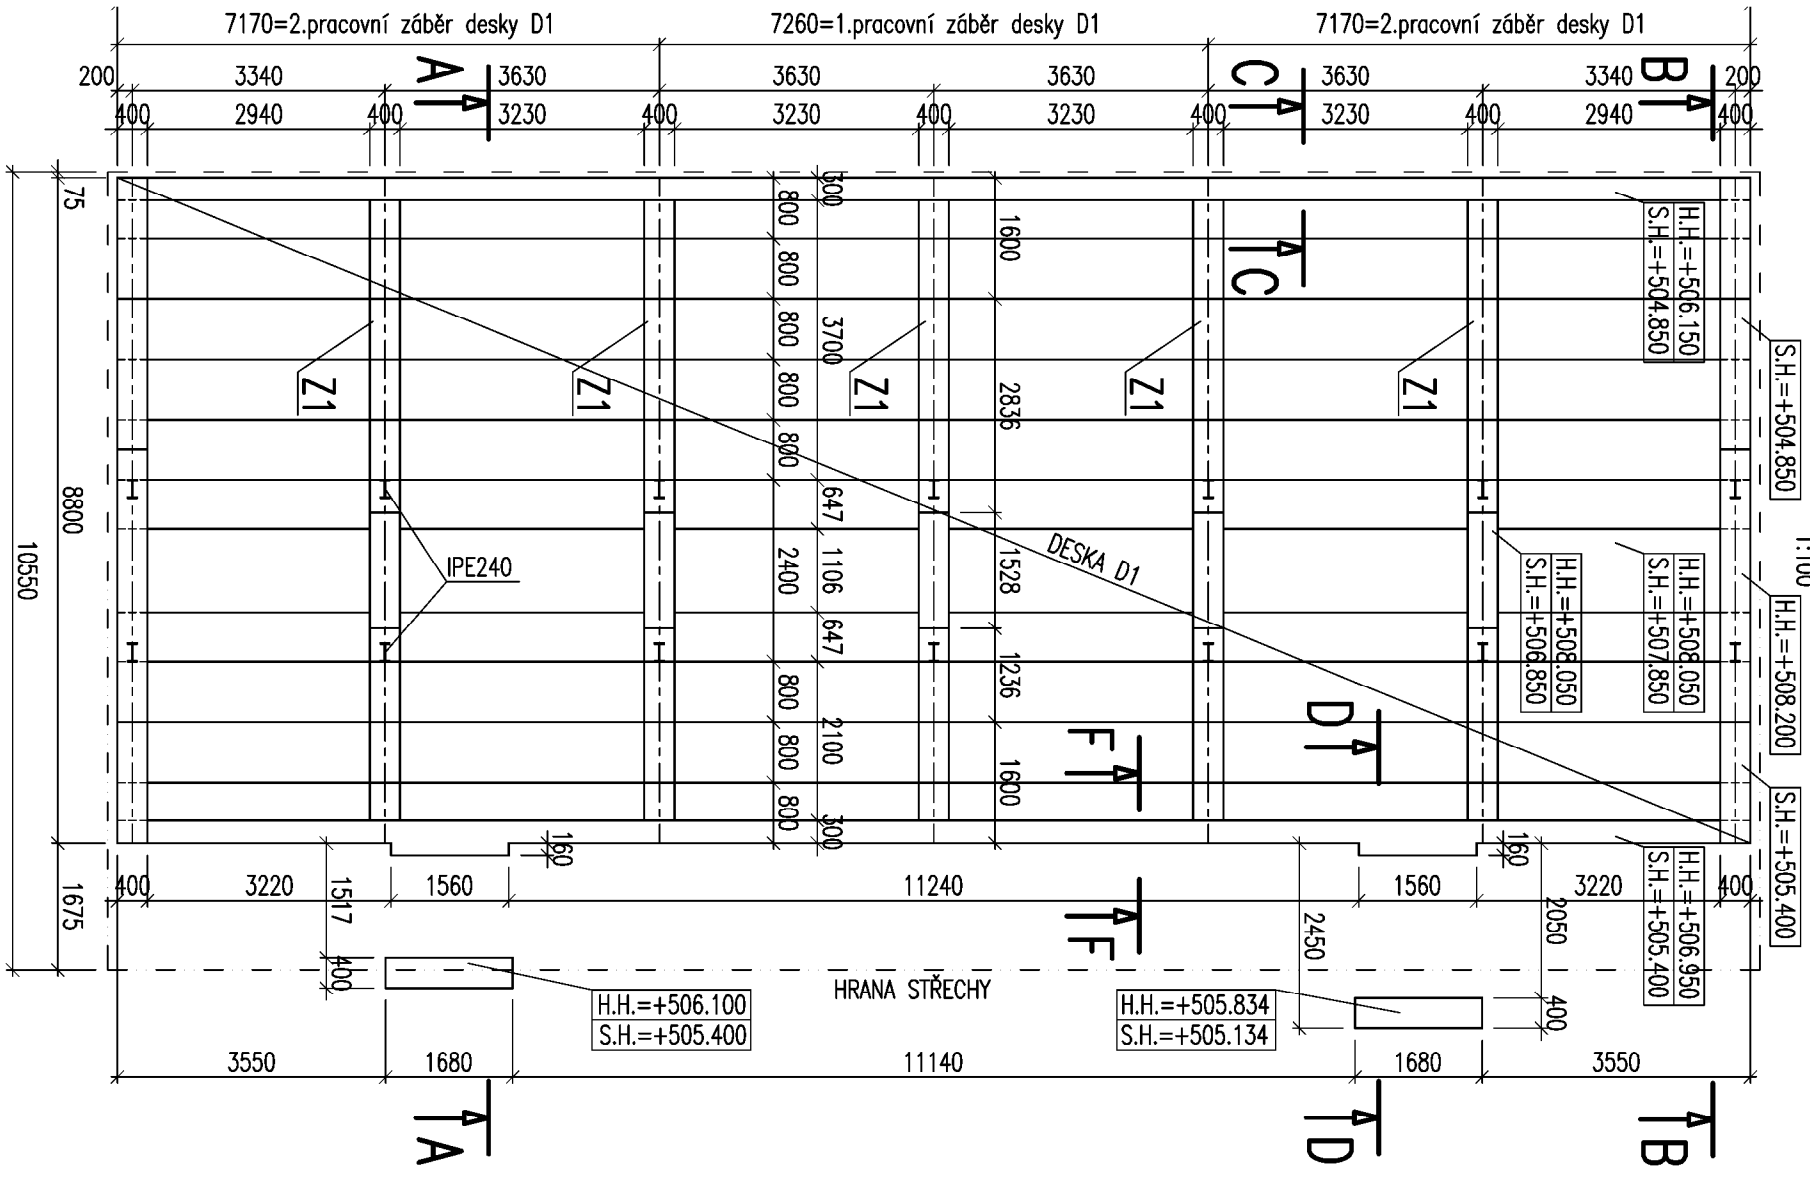 7170=2.pracovní záběr desky D1
7260=1.pracovní záběr desky D1
7170=2.pracovní záběr desky D1
A
C
B
200
3340
3630
3630
3630
3630
3340
200
400
2940
400
3230
400
3230
400
3230
400
3230
400
2940
400
75
8800
10550
1675
300
3700
647
1106
647
2100
300
800
800
800
800
800
2400
800
800
800
1600
2836
1528
1236
1600
C
Z1
Z1
Z1
Z1
Z1
H.H.=+506.150
S.H.=+504.850
S.H.=+504.850
1:100
H.H.=+508.200
S.H.=+505.400
H.H.=+508.050
S.H.=+506.850
H.H.=+508.050
S.H.=+507.850
H.H.=+506.950
S.H.=+505.400
IPE240
DESKA D1
D
F
160
160
400
3220
1560
11240
1560
3220
400
1517
400
2450
2050
400
F
HRANA STŘECHY
H.H.=+506.100
S.H.=+505.400
H.H.=+505.834
S.H.=+505.134
3550
1680
11140
1680
3550
A
D
B